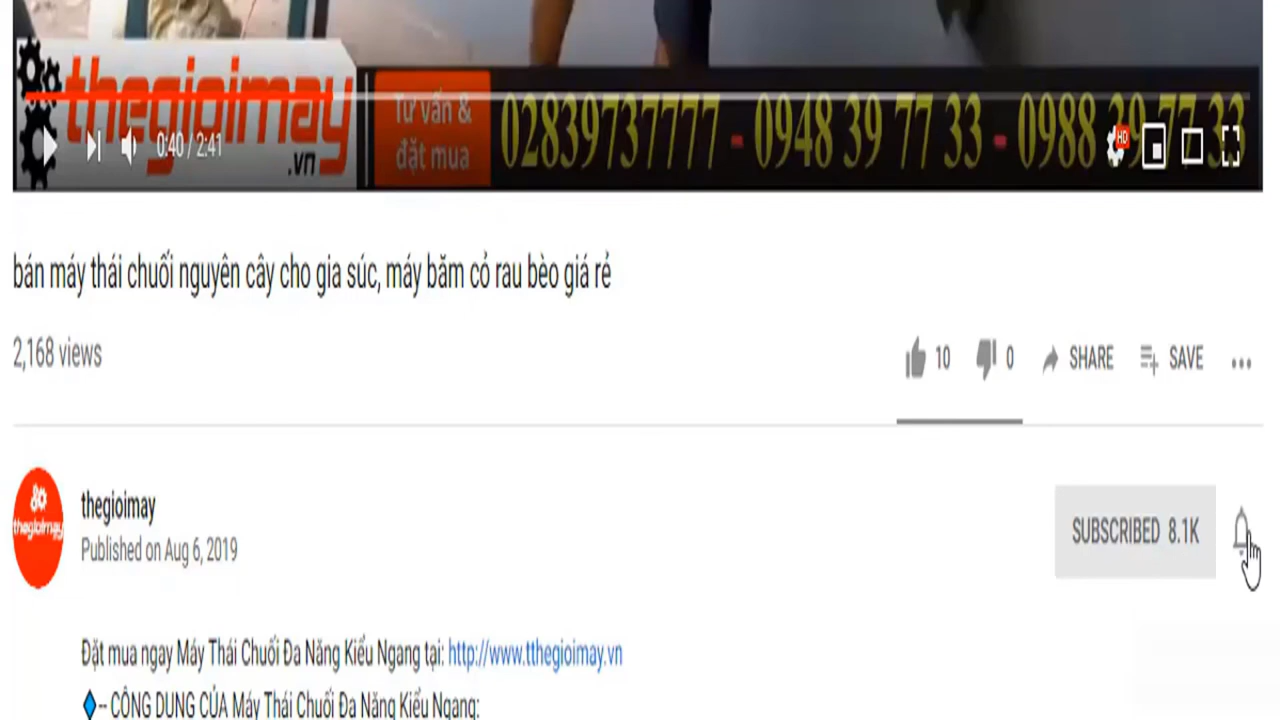 thegioimay
.vn
Tư vấn &
đặt mua
02839737777 - 0948 39 77 33 - 0988 39 77 33
0:40 / 2:41
HD
bán máy thái chuối nguyên cây cho gia súc, máy băm cỏ rau bèo giá rẻ
2,168 views
10 0 SHARE SAVE
thegioimay
thegioimay
Published on Aug 6, 2019
SUBSCRIBED 8.1K
Đặt mua ngay Máy Thái Chuối Đa Năng Kiểu Ngang tại: http://www.tthegioimay.vn
-- CÔNG DỤNG CỦA Máy Thái Chuối Đa Năng Kiểu Ngang: